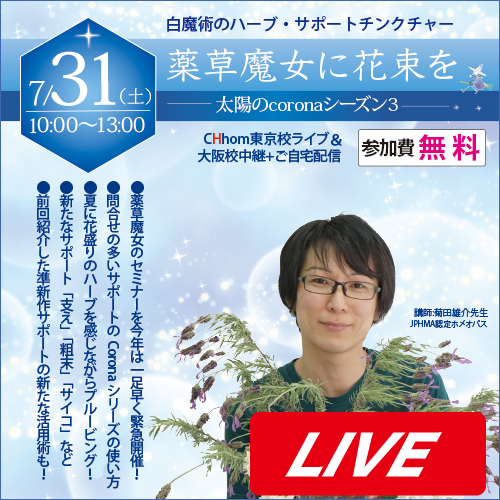 白魔術のハーブ・サポートチンクチャー
薬草魔女に花束を
太陽のcoronaシーズン3
7/31(土)
10:00〜13:00
CHhom東京校ライブ&
大阪校中継+ご自宅配信
参加費 無料
●薬草魔女のセミナーを今年は一足早く緊急開催！
●問合せの多いサポートのCoronaシリーズの使い方
●夏に花盛りのハーブを感じながらプルービング！
●新たなサポート「支え」「粗末」「サイコ」など
●前回紹介した準新作サポートの新たな活用術も！
講師:菊田雄介先生
JPHMA認定ホメオパス
LIVE